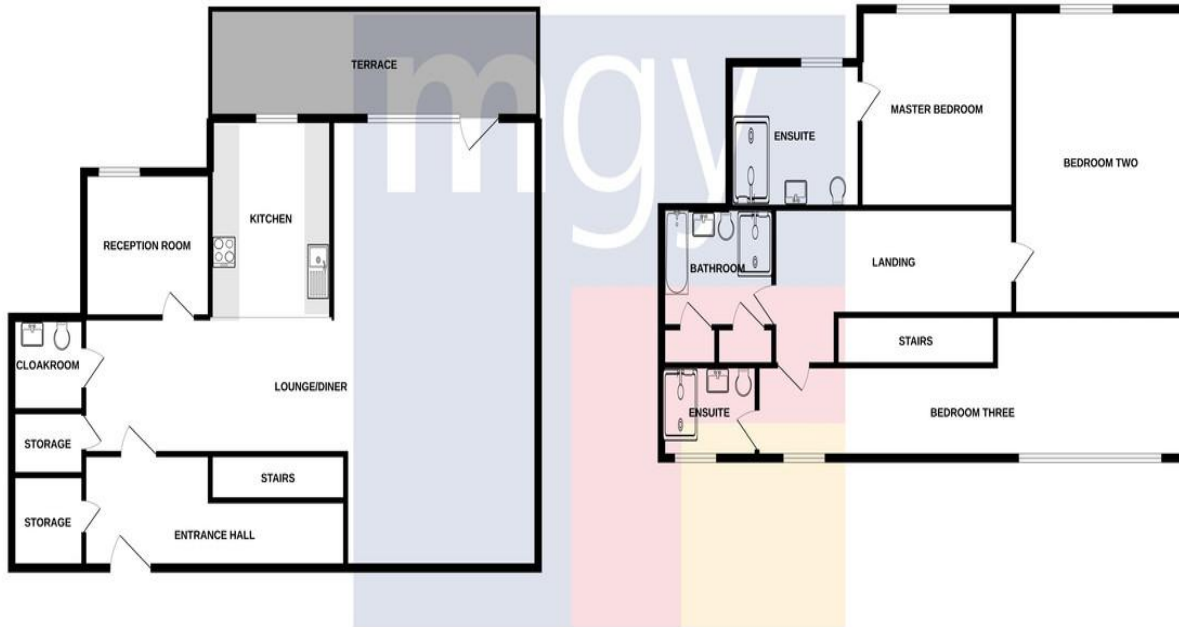 TERRACE
mgy
KITCHEN
RECEPTION ROOM
CLOAKROOM
LOUNGE/DINER
STORAGE
STAIRS
STORAGE
ENTRANCE HALL
MASTER BEDROOM
ENSUITE
BEDROOM TWO
LANDING
BATHROOM
STAIRS
ENSUITE
BEDROOM THREE